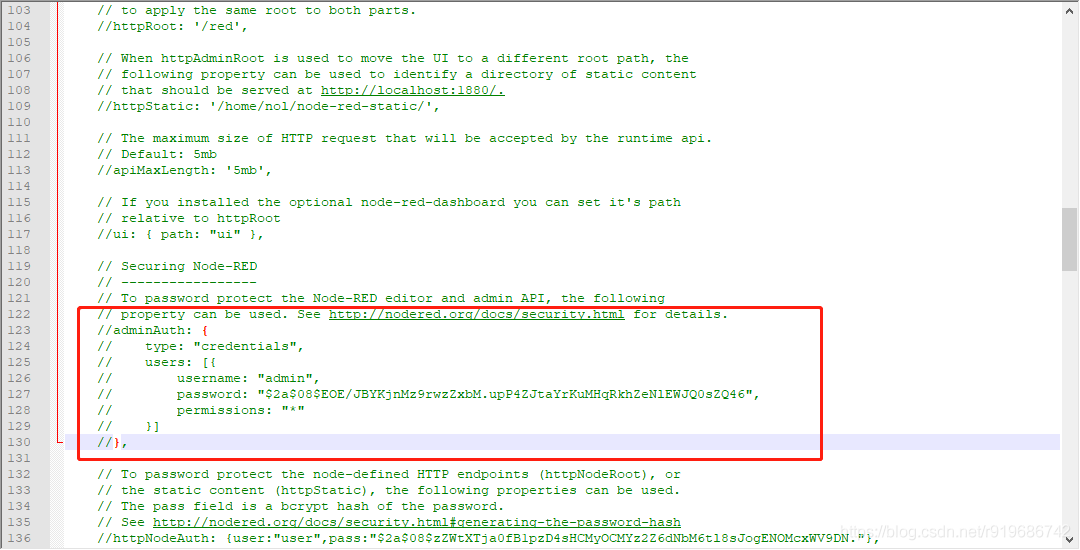 103 // to apply the same root to both parts.
104 //httpRoot: '/red',
105
106 // When httpAdminRoot is used to move the UI to a different root path, the
107 // following property can be used to identify a directory of static content
108 // that should be served at http://localhost:1880/.
109 //httpStatic: '/home/nol/node-red-static/',
110
111 // The maximum size of HTTP request that will be accepted by the runtime api.
112 // Default: 5mb
113 //apiMaxLength: '5mb',
114
115 // If you installed the optional node-red-dashboard you can set it's path
116 // relative to httpRoot
117 //ui: { path: "ui" },
118
119 // Securing Node-RED
120 // -----------------
121 // To password protect the Node-RED editor and admin API, the following
122 // property can be used. See http://nodered.org/docs/security.html for details.
123 //adminAuth: {
124 //    type: "credentials",
125 //    users: [{
126 //        username: "admin",
127 //        password: "$2a$08$EOE/JBYKjnMz9rwzZxbM.upP4ZJtaYrKuMHqRkhZeNlEWJQ0sZQ46",
128 //        permissions: "*"
129 //    }]
130 //},
131
132 // To password protect the node-defined HTTP endpoints (httpNodeRoot), or
133 // the static content (httpStatic), the following properties can be used.
134 // The pass field is a bcrypt hash of the password.
135 // See http://nodered.org/docs/security.html#generating-the-password-hash
136 //httpNodeAuth: {user:"user",pass:"$2a$08$zZWtXTja0fB1pzD4sHCMyOCMYz2Z6dNbM6tl8sJogENOMcxWV9DN."},
https://blog.csdn.net/r919686742